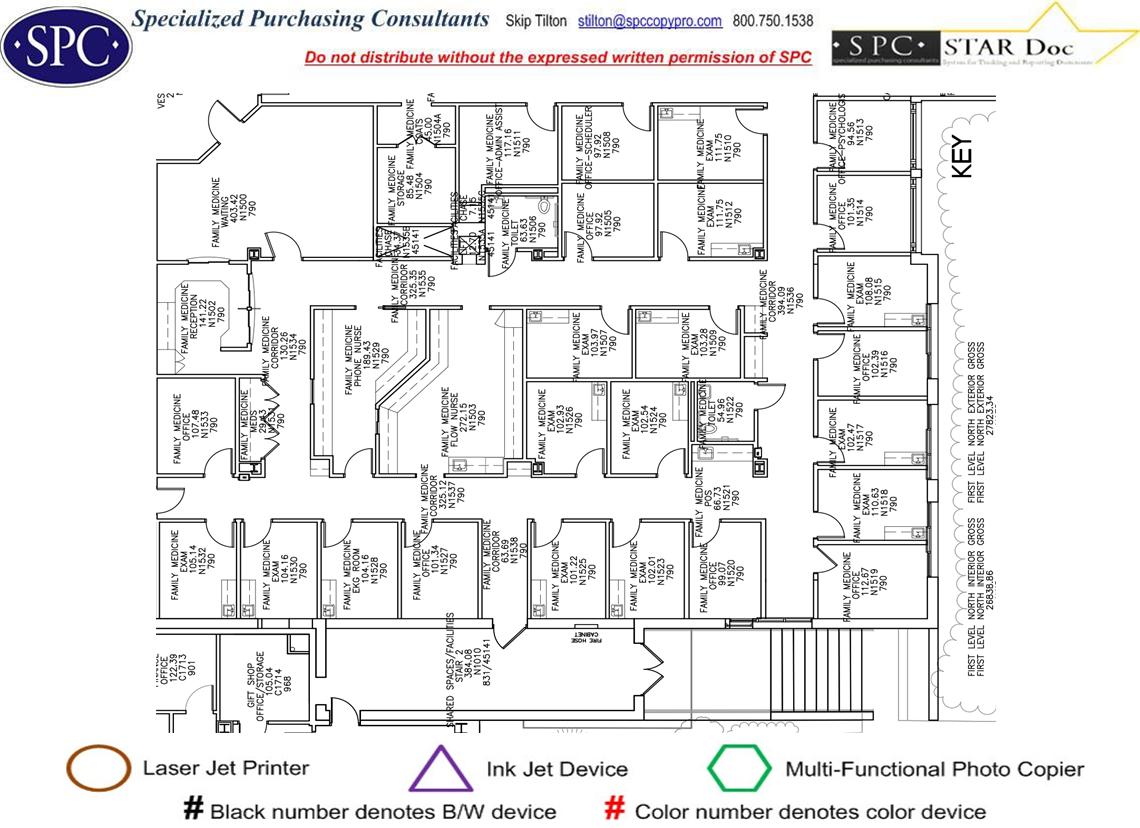 SPC
Specialized Purchasing Consultants Skip Tilton stilton@spccopypro.com 800.750.1538
Do not distribute without the expressed written permission of SPC
• SPC • STAR Doc
specialized purchasing consultants System for Tracking and Reporting Documents
FAMILY MEDICINE
WAITING
403.42
N1500
790
FAMILY MEDICINE
STORAGE
85.48
N1504
790
FAMILY MEDICINE
COATS
N1504A
790
FAMILY MEDICINE
OFFICE-ADMIN ASSIST
117.16
N1511
790
FAMILY MEDICINE
OFFICE-SCHEDULER
97.92
N1508
790
FAMILY MEDICINE
EXAM
111.75
N1510
790
OFFICE-PSYCHOLOGIST
94.56
N1513
790
KEY
FAMILY MEDICINE
TOILET
63.63
N1506
790
FAMILY MEDICINE
OFFICE
97.92
N1505
790
FAMILY MEDICINE
EXAM
111.75
N1512
790
FAMILY MEDICINE
OFFICE
101.35
N1514
790
FAMILY MEDICINE
RECEPTION
141.22
N1502
790
FAMILY MEDICINE
CORRIDOR
130.26
N1534
790
FAMILY MEDICINE
CORRIDOR
325.35
N1535
790
FAMILY MEDICINE
CORRIDOR
394.09
N1536
790
FAMILY MEDICINE
EXAM
108.08
N1515
790
FAMILY MEDICINE
PHONE NURSE
189.43
N1529
790
FAMILY MEDICINE
EXAM
103.97
N1507
790
FAMILY MEDICINE
EXAM
103.28
N1509
790
FAMILY MEDICINE
OFFICE
102.39
N1516
790
FAMILY MEDICINE
OFFICE
107.48
N1533
790
FAMILY MEDICINE
MEDS
790
FAMILY MEDICINE
FLOW NURSE
272.15
N1503
790
FAMILY MEDICINE
EXAM
102.93
N1526
790
FAMILY MEDICINE
EXAM
102.54
N1524
790
FAMILY MEDICINE
TOILET
54.96
N1522
790
FAMILY MEDICINE
EXAM
102.47
N1517
790
FAMILY MEDICINE
CORRIDOR
325.12
N1537
790
FAMILY MEDICINE
POS
66.73
N1521
790
FAMILY MEDICINE
EXAM
110.63
N1518
790
FAMILY MEDICINE
EXAM
105.14
N1532
790
FAMILY MEDICINE
EXAM
104.16
N1530
790
FAMILY MEDICINE
EKG ROOM
104.16
N1528
790
FAMILY MEDICINE
OFFICE
101.34
N1527
790
FAMILY MEDICINE
CORRIDOR
63.69
N1538
790
FAMILY MEDICINE
EXAM
101.22
N1525
790
FAMILY MEDICINE
EXAM
102.01
N1523
790
FAMILY MEDICINE
OFFICE
99.07
N1520
790
FAMILY MEDICINE
OFFICE
112.67
N1519
790
FIRST LEVEL NORTH INTERIOR GROSS FIRST LEVEL NORTH EXTERIOR GROSS
FIRST LEVEL NORTH INTERIOR GROSS FIRST LEVEL NORTH EXTERIOR GROSS
26838.86 27823.34
OFFICE
122.39
C1713
901
GIFT SHOP
OFFICE/STORAGE
105.04
C1714
968
SHARED SPACES/FACILITIES
STAIR 2
384.08
N1010
831/45141
FIRE HOSE
CABINET
Laser Jet Printer Ink Jet Device Multi-Functional Photo Copier
# Black number denotes B/W device # Color number denotes color device